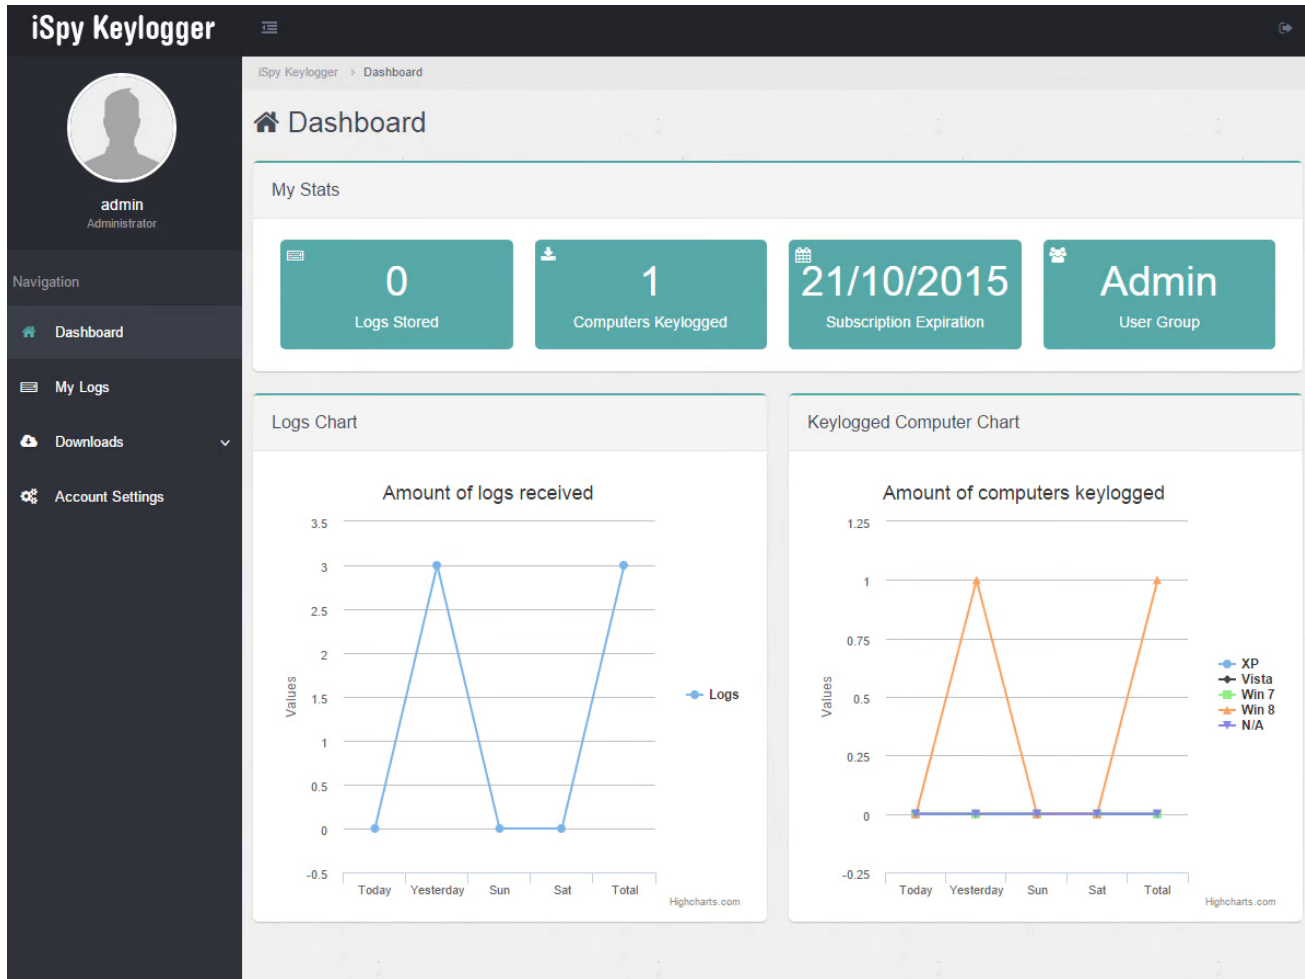 iSpy Keylogger
iSpy Keylogger > Dashboard
admin
Administrator
Navigation
Dashboard
My Logs
Downloads
Account Settings
Dashboard
My Stats
0
Logs Stored
1
Computers Keylogged
21/10/2015
Subscription Expiration
Admin
User Group
Logs Chart
Amount of logs received
3.5
3
2.5
2
1.5
1
0.5
0
-0.5
Values
Today Yesterday Sun Sat Total
Logs
Highcharts.com
Keylogged Computer Chart
Amount of computers keylogged
1.25
1
0.75
0.5
0.25
0
-0.25
Values
Today Yesterday Sun Sat Total
XP
Vista
Win 7
Win 8
N/A
Highcharts.com